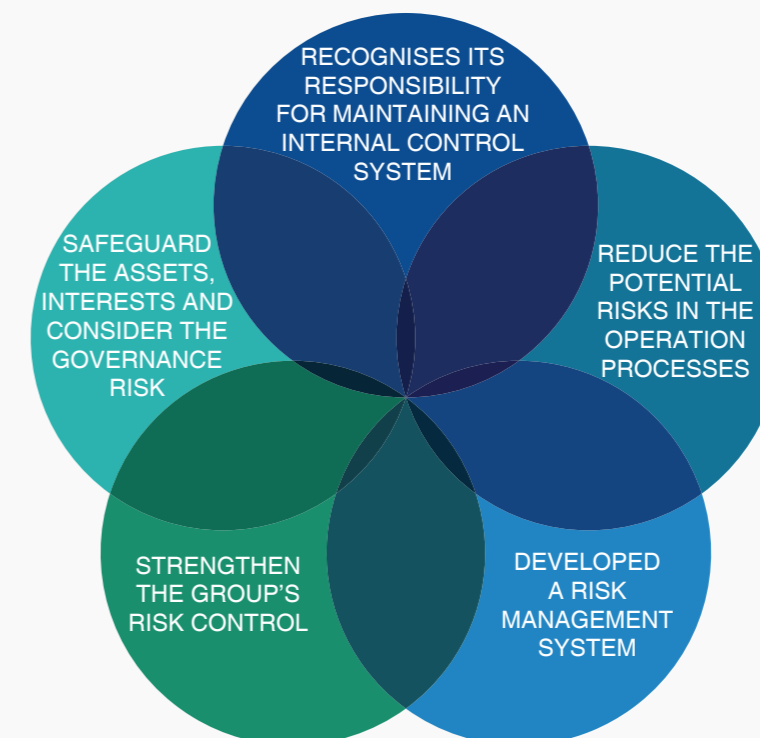 RECOGNISES ITS
RESPONSIBILITY
FOR MAINTAINING AN
INTERNAL CONTROL
SYSTEM
SAFEGUARD
THE ASSETS,
INTERESTS AND
CONSIDER THE
GOVERNANCE
RISK
REDUCE THE
POTENTIAL
RISKS IN THE
OPERATION
PROCESSES
STRENGTHEN
THE GROUP'S
RISK CONTROL
DEVELOPED
A RISK
MANAGEMENT
SYSTEM